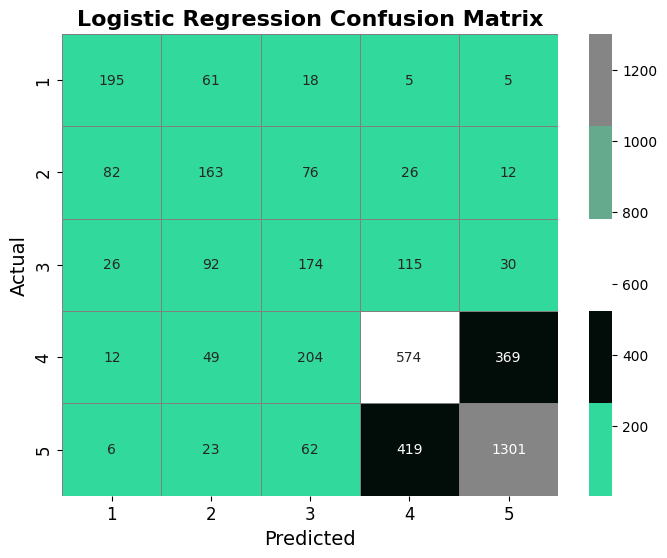 Logistic Regression Confusion Matrix
1200
1000
800
600
400
200
Actual
1 195 61 18 5 5
2 82 163 76 26 12
3 26 92 174 115 30
4 12 49 204 574 369
5 6 23 62 419 1301
1 2 3 4 5
Predicted